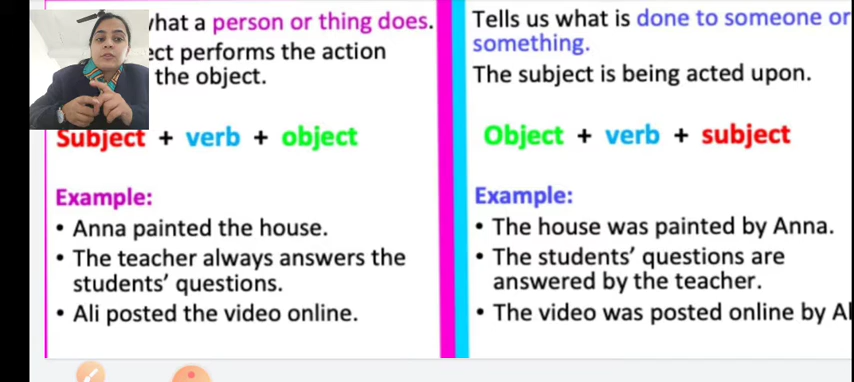 what a person or thing does.
performs the action
the object.
Subject + verb + object
Example:
• Anna painted the house.
• The teacher always answers the
students' questions.
• Ali posted the video online.
Tells us what is done to someone or
something.
The subject is being acted upon.
Object + verb + subject
Example:
• The house was painted by Anna.
• The students' questions are
answered by the teacher.
• The video was posted online by